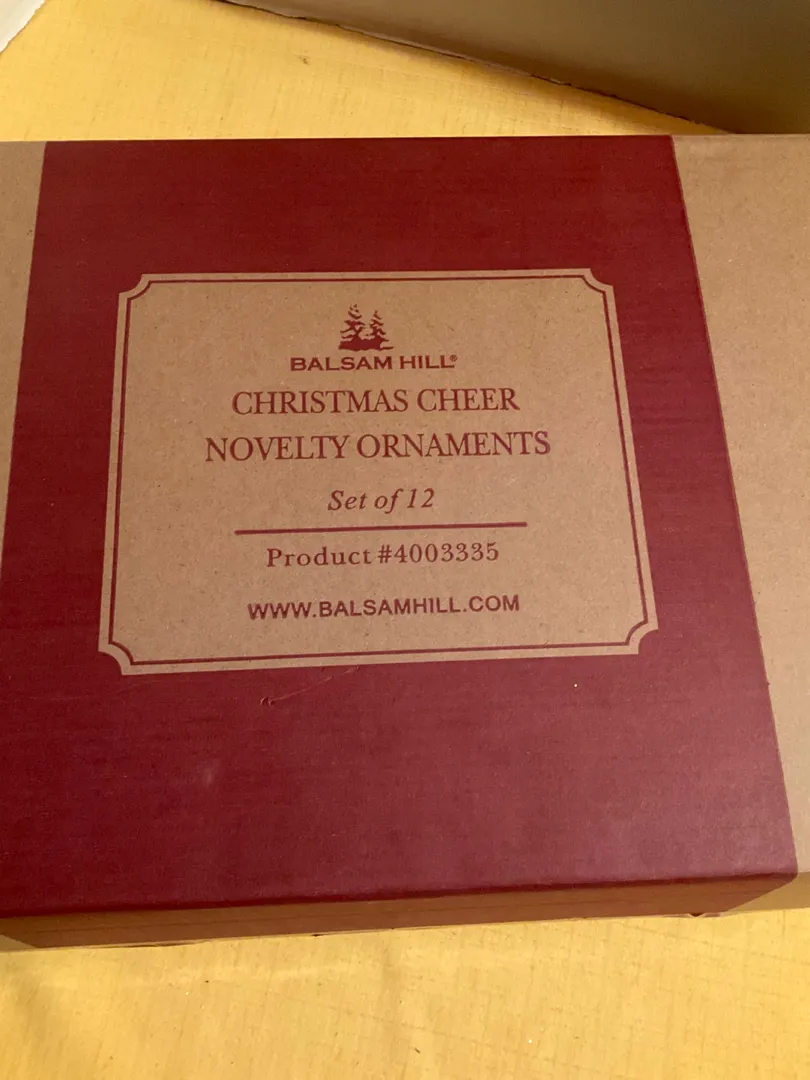 BALSAM HILL®
CHRISTMAS CHEER
NOVELTY ORNAMENTS
Set of 12
Product #4003335
WWW.BALSAMHILL.COM